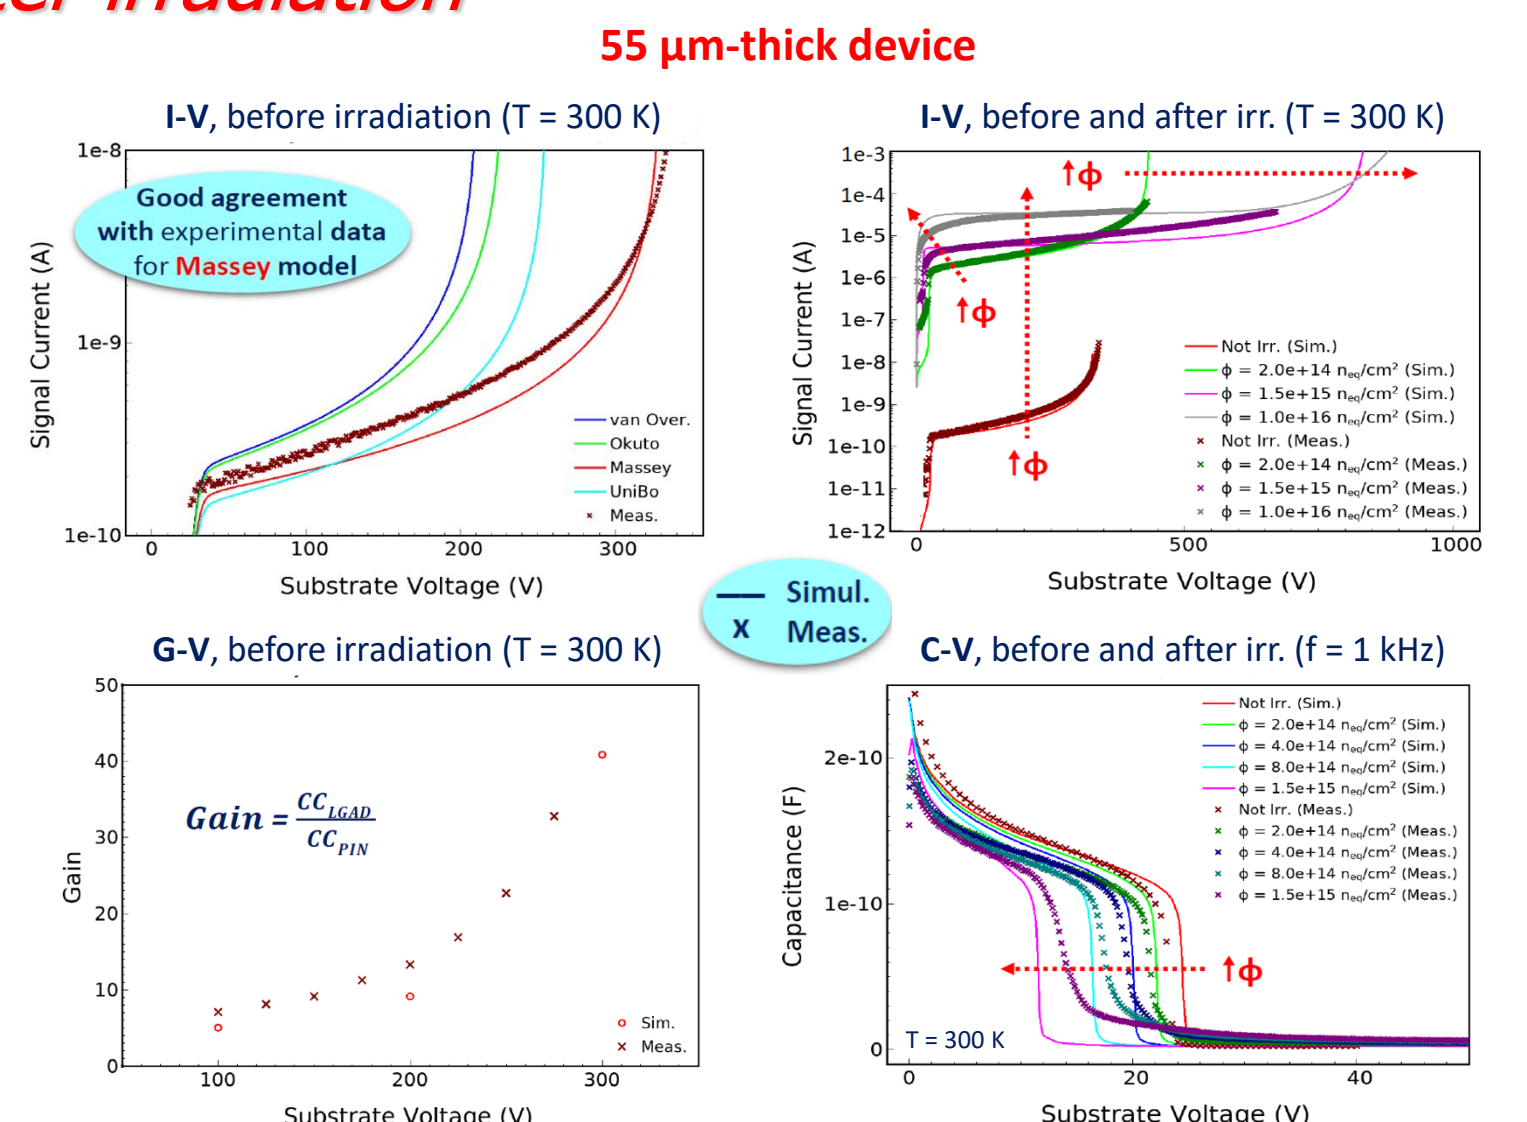 ter irradiation
55 µm-thick device
I-V, before irradiation (T = 300 K)
1e-8
1e-9
1e-10
0
100
200
300
Signal Current (A)
Substrate Voltage (V)
Good agreement
with experimental data
for Massey model
van Over.
Okuto
Massey
UniBo
Meas.
I-V, before and after irr. (T = 300 K)
1e-3
1e-4
1e-5
1e-6
1e-7
1e-8
1e-9
1e-10
1e-11
1e-12
0
500
1000
Signal Current (A)
Substrate Voltage (V)
↑ϕ
↑ϕ
↑ϕ
Not Irr. (Sim.)
ϕ = 2.0e+14 neq/cm² (Sim.)
ϕ = 1.5e+15 neq/cm² (Sim.)
ϕ = 1.0e+16 neq/cm² (Sim.)
Not Irr. (Meas.)
ϕ = 2.0e+14 neq/cm² (Meas.)
ϕ = 1.5e+15 neq/cm² (Meas.)
ϕ = 1.0e+16 neq/cm² (Meas.)
Simul.
x Meas.
G-V, before irradiation (T = 300 K)
50
40
30
20
10
0
100
200
300
Gain
Substrate Voltage (V)
Gain = CC_LGAD / CC_PIN
Sim.
Meas.
C-V, before and after irr. (f = 1 kHz)
2e-10
1e-10
0
0
20
40
Capacitance (F)
Substrate Voltage (V)
Not Irr. (Sim.)
ϕ = 2.0e+14 neq/cm² (Sim.)
ϕ = 4.0e+14 neq/cm² (Sim.)
ϕ = 8.0e+14 neq/cm² (Sim.)
ϕ = 1.5e+15 neq/cm² (Sim.)
Not Irr. (Meas.)
ϕ = 2.0e+14 neq/cm² (Meas.)
ϕ = 4.0e+14 neq/cm² (Meas.)
ϕ = 8.0e+14 neq/cm² (Meas.)
ϕ = 1.5e+15 neq/cm² (Meas.)
↑ϕ
T = 300 K